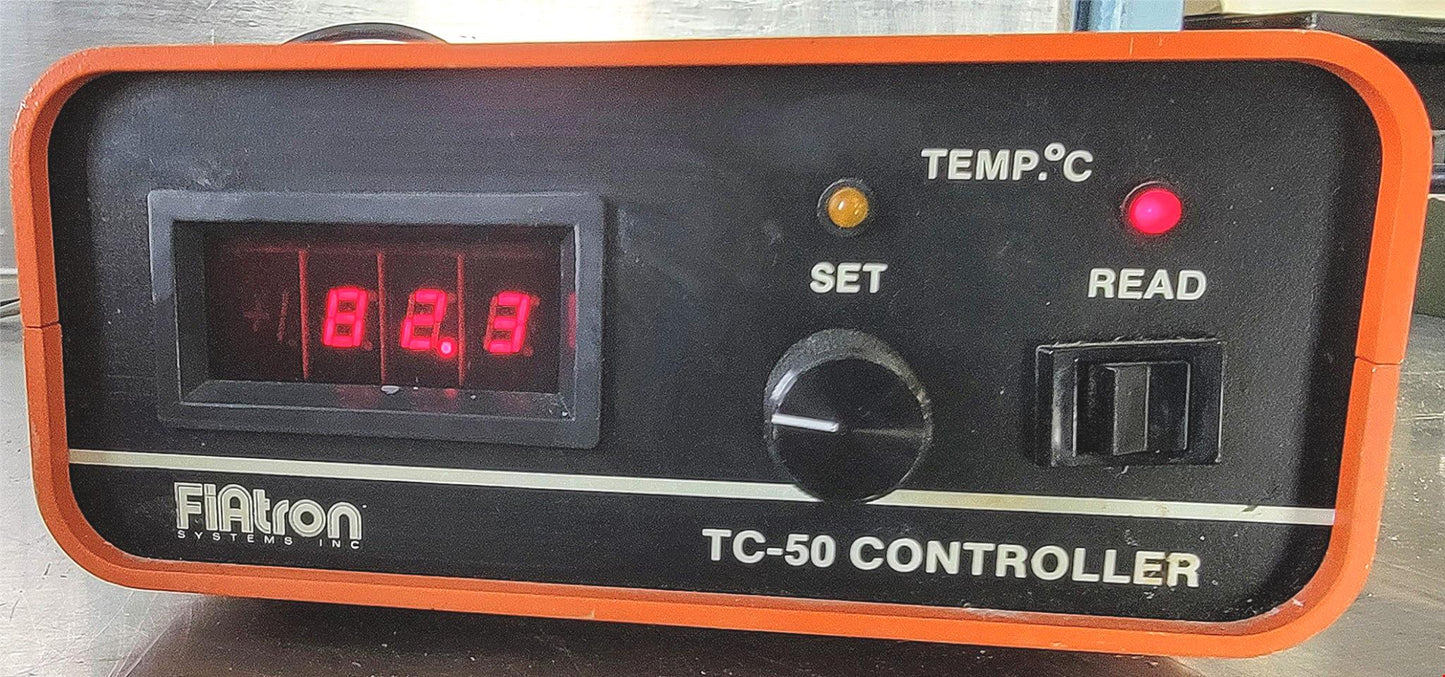 TEMP.°C
82.3
SET
READ
FiAtron
SYSTEMS INC
TC-50 CONTROLLER